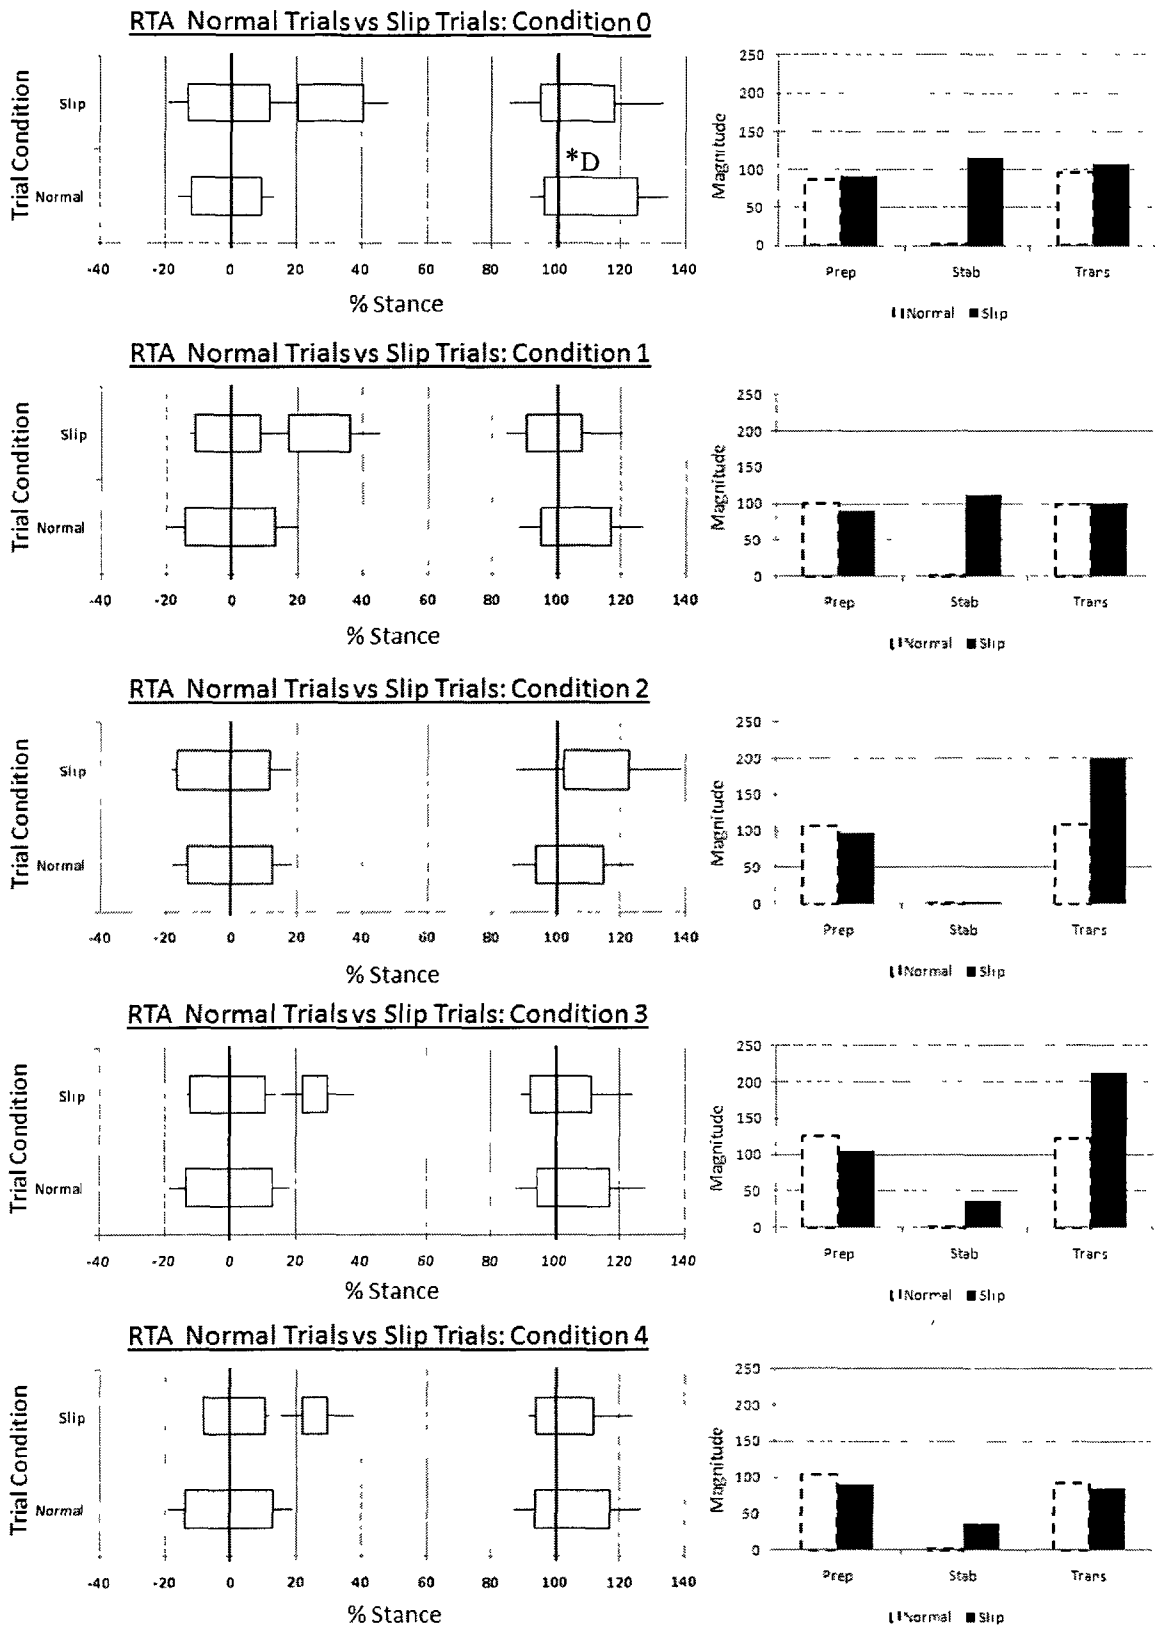 RTA Normal Trials vs Slip Trials: Condition 0
Trial Condition
Slip
Normal
*D
-40 -20 0 20 40 60 80 100 120 140
% Stance
Magnitude
250
200
150
100
50
0
Prep Stab Trans
Normal Slip
RTA Normal Trials vs Slip Trials: Condition 1
Trial Condition
Slip
Normal
-40 -20 0 20 40 60 80 100 120 140
% Stance
Magnitude
250
200
150
100
50
0
Prep Stab Trans
Normal Slip
RTA Normal Trials vs Slip Trials: Condition 2
Trial Condition
Slip
Normal
-40 -20 0 20 40 60 80 100 120 140
% Stance
Magnitude
250
200
150
100
50
0
Prep Stab Trans
Normal Slip
RTA Normal Trials vs Slip Trials: Condition 3
Trial Condition
Slip
Normal
-40 -20 0 20 40 60 80 100 120 140
% Stance
Magnitude
250
200
150
100
50
0
Prep Stab Trans
Normal Slip
RTA Normal Trials vs Slip Trials: Condition 4
Trial Condition
Slip
Normal
-40 -20 0 20 40 60 80 100 120 140
% Stance
Magnitude
250
200
150
100
50
0
Prep Stab Trans
Normal Slip